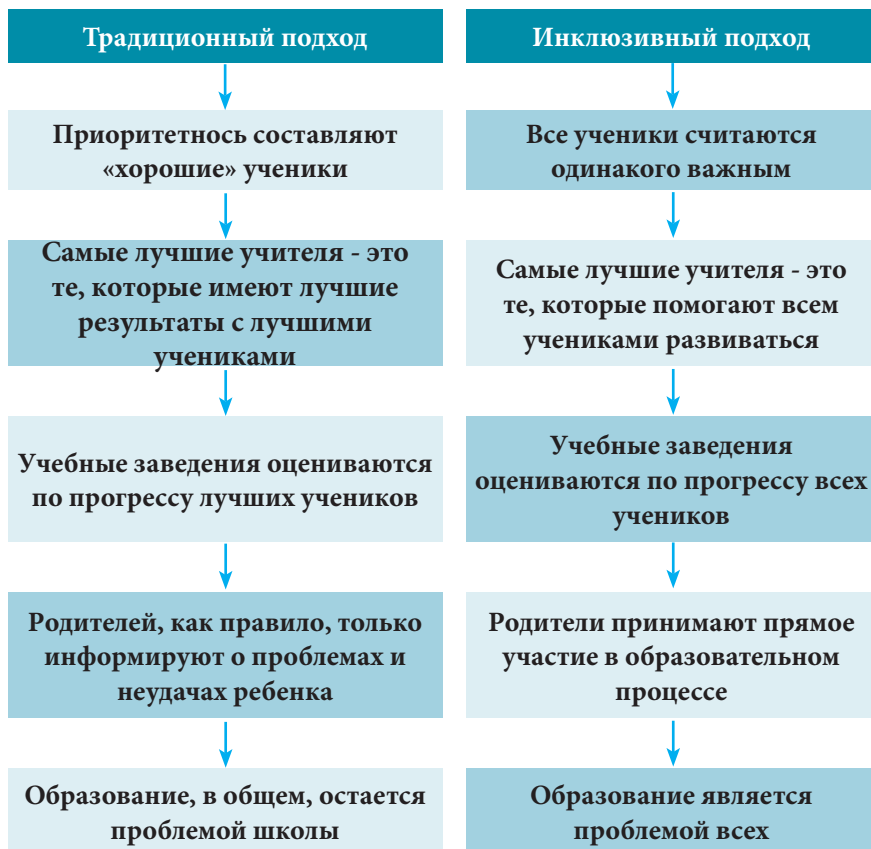 Традиционный подход
Приоритетнось составляют
«хорошие» ученики
Самые лучшие учителя - это
те, которые имеют лучшие
результаты с лучшими
учениками
Учебные заведения оцениваются
по прогрессу лучших учеников
Родителей, как правило, только
информируют о проблемах и
неудачах ребенка
Образование, в общем, остается
проблемой школы
Инклюзивный подход
Все ученики считаются
одинакого важным
Самые лучшие учителя - это
те, которые помогают всем
учениками развиваться
Учебные заведения
оцениваются по прогрессу всех
учеников
Родители принимают прямое
участие в образовательном
процессе
Образование является
проблемой всех